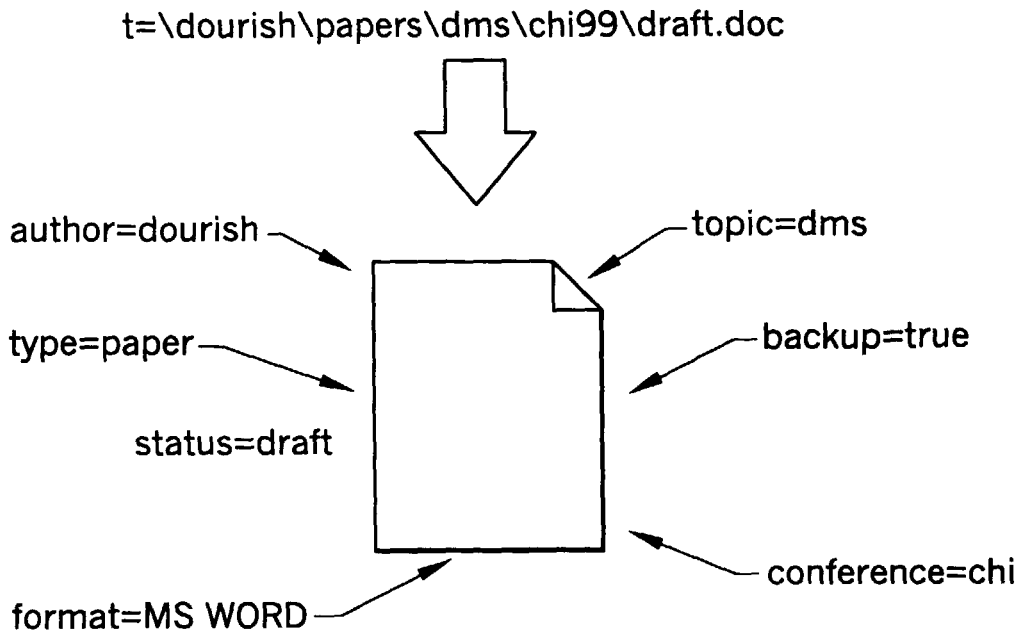 t=\dourish\papers\dms\chi99\draft.doc
author=dourish
topic=dms
type=paper
backup=true
status=draft
conference=chi
format=MS WORD